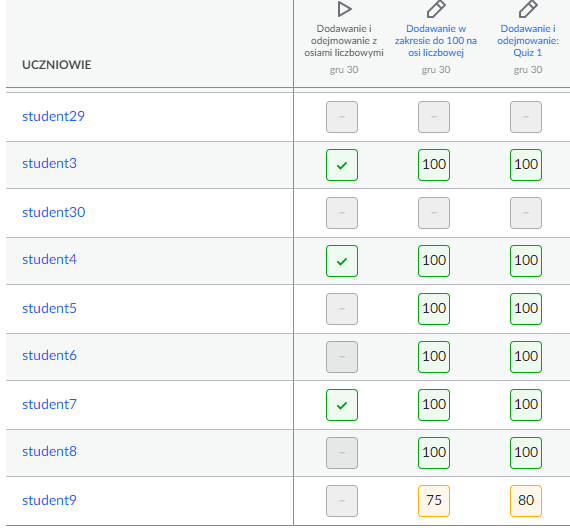 UCZNIOWIE
Dodawanie i
odejmowanie z
osiami liczbowymi
gru 30
Dodawanie w
zakresie do 100 na
osi liczbowej
gru 30
Dodawanie i
odejmowanie:
Quiz 1
gru 30
student29 – – –
student3 ✓ 100 100
student30 – – –
student4 ✓ 100 100
student5 – 100 100
student6 – 100 100
student7 ✓ 100 100
student8 – 100 100
student9 – 75 80